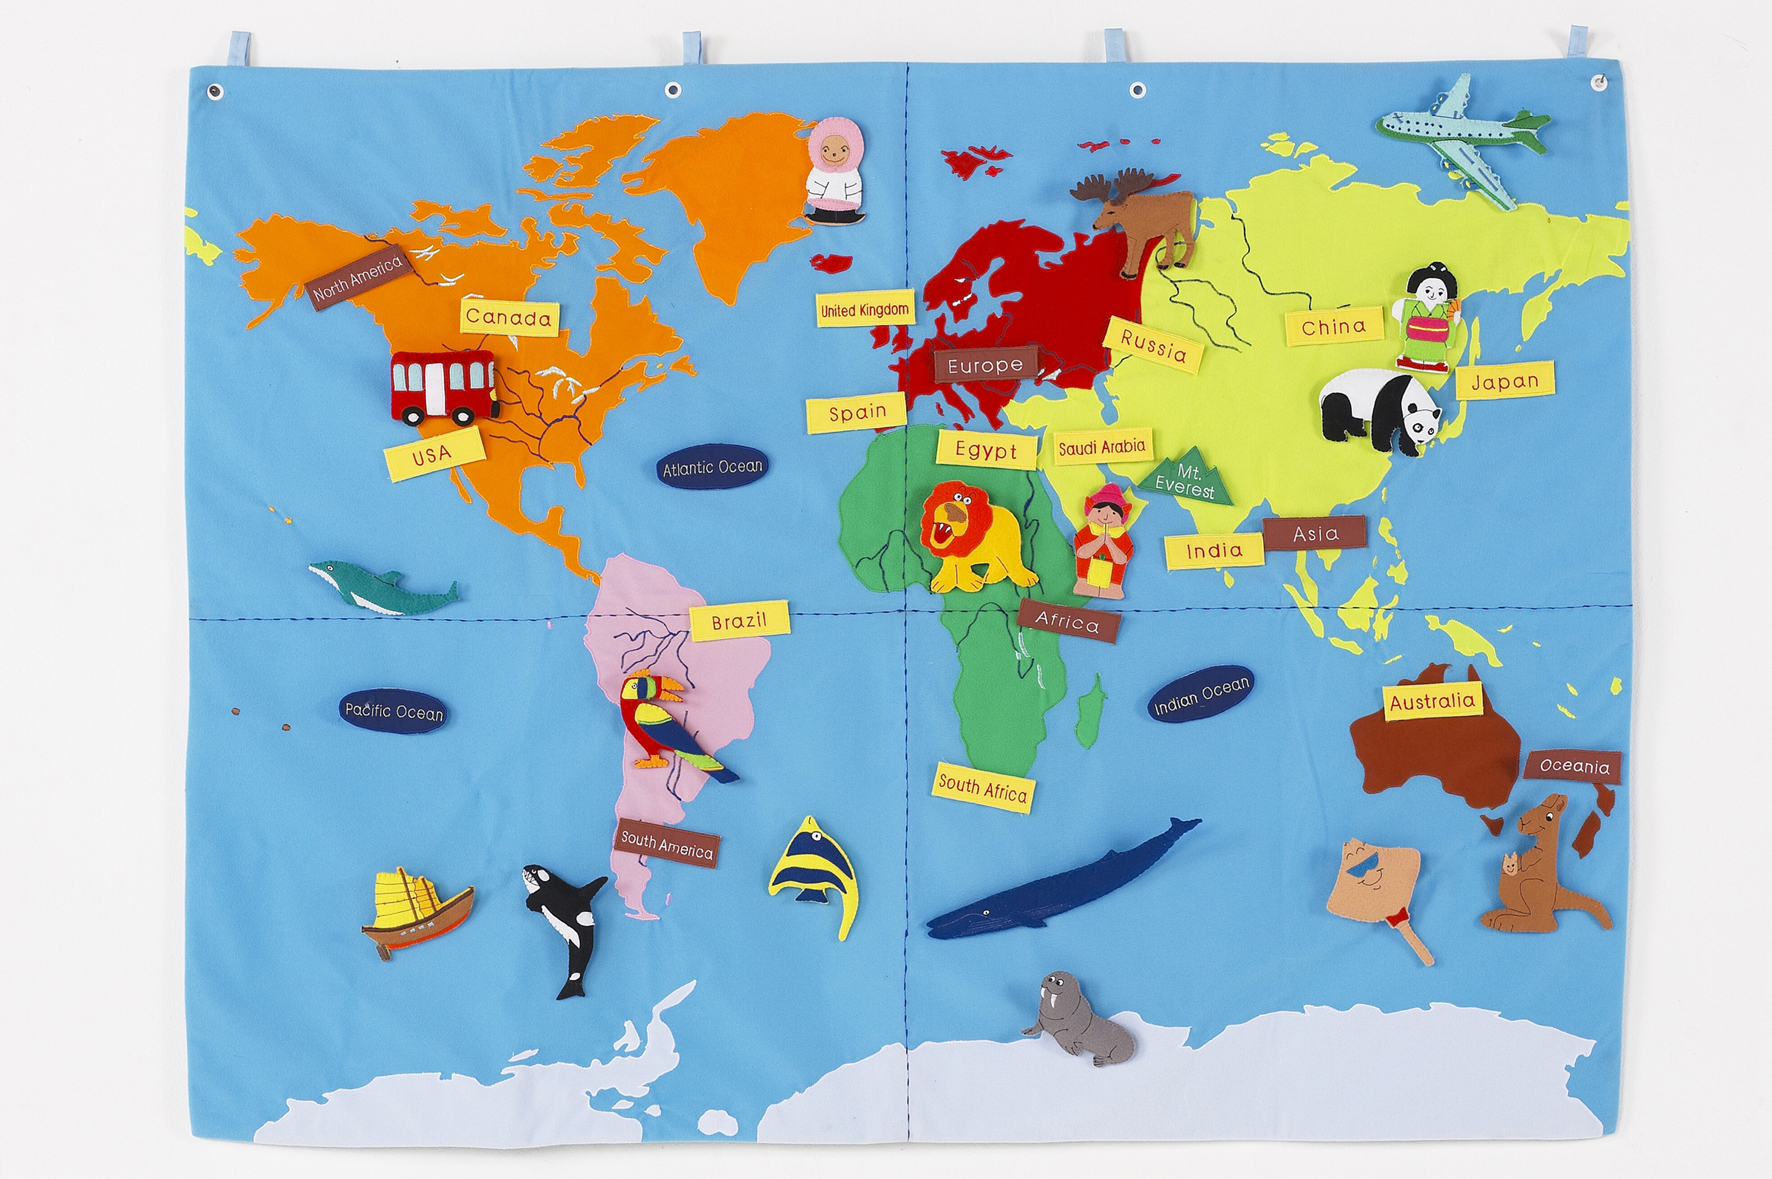 North America
Canada
United Kingdom
Russia
China
Europe
Japan
Spain
USA
Egypt
Saudi Arabia
Atlantic Ocean
Mt.
Everest
Asia
India
Brazil
Africa
Pacific Ocean
Indian Ocean
Australia
Oceania
South Africa
South America